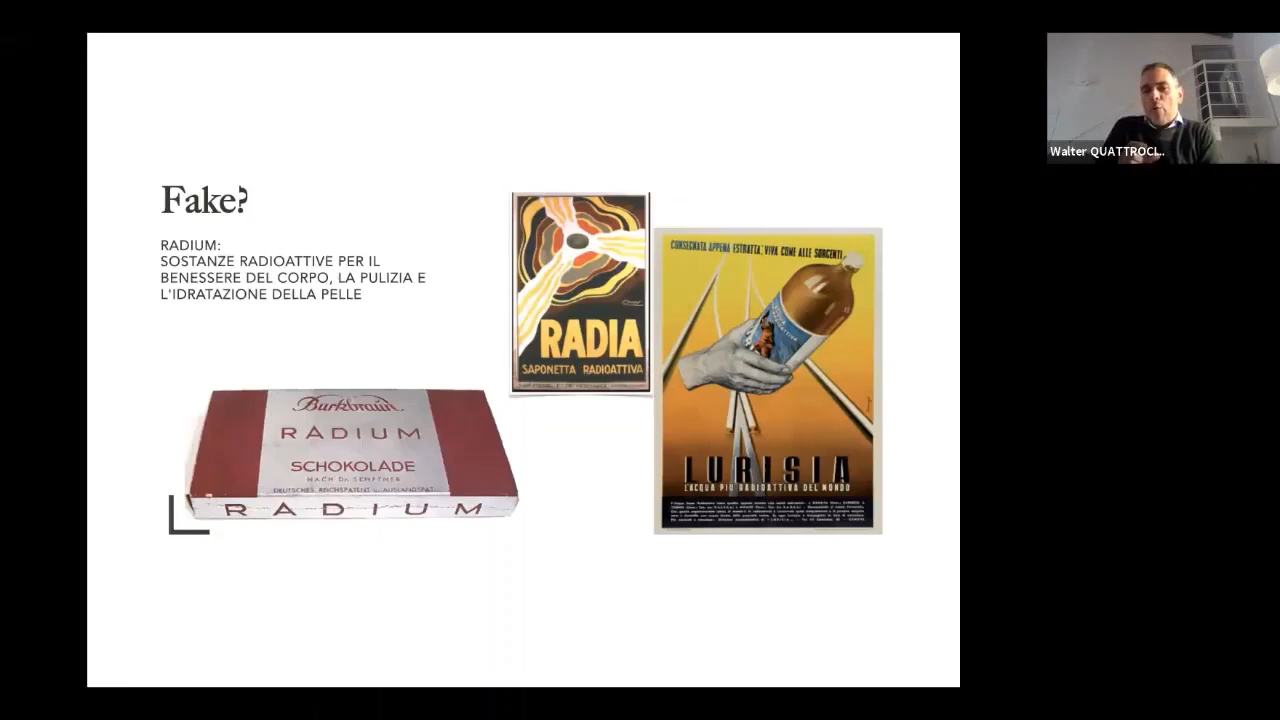 Fake?
RADIUM:
SOSTANZE RADIOATTIVE PER IL
BENESSERE DEL CORPO, LA PULIZIA E
L'IDRATAZIONE DELLA PELLE
RADIA
SAPONETTA RADIOATTIVA
CONSEGNATA APPENA ESTRATTA, VIVA COME ALLE SORGENTI
LURISIA
L'ACQUA PIÙ RADIOATTIVA DEL MONDO
Burkbraun
RADIUM
SCHOKOLADE
NACH DR. SENFTNER
DEUTSCHES REICHSPATENT u. AUSLANDSPAT.
RADIUM
Walter QUATTROCI...